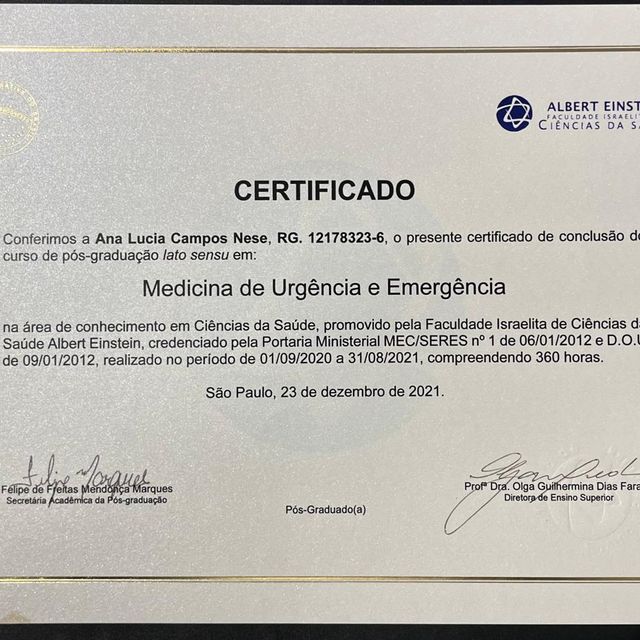 ALBERT EINST
FACULDADE ISRAELIT
CIÊNCIAS DA SA
CERTIFICADO
Conferimos a Ana Lucia Campos Nese, RG. 12178323-6, o presente certificado de conclusão do
curso de pós-graduação lato sensu em:
Medicina de Urgência e Emergência
na área de conhecimento em Ciências da Saúde, promovido pela Faculdade Israelita de Ciências da
Saúde Albert Einstein, credenciado pela Portaria Ministerial MEC/SERES nº 1 de 06/01/2012 e D.O.U
de 09/01/2012, realizado no período de 01/09/2020 a 31/08/2021, compreendendo 360 horas.
São Paulo, 23 de dezembro de 2021.
Felipe Marques
Felipe de Freitas Mendonça Marques
Secretária Acadêmica da Pós-graduação
Profª Dra. Olga Guilhermina Dias Fara
Diretora de Ensino Superior
Pós-Graduado(a)